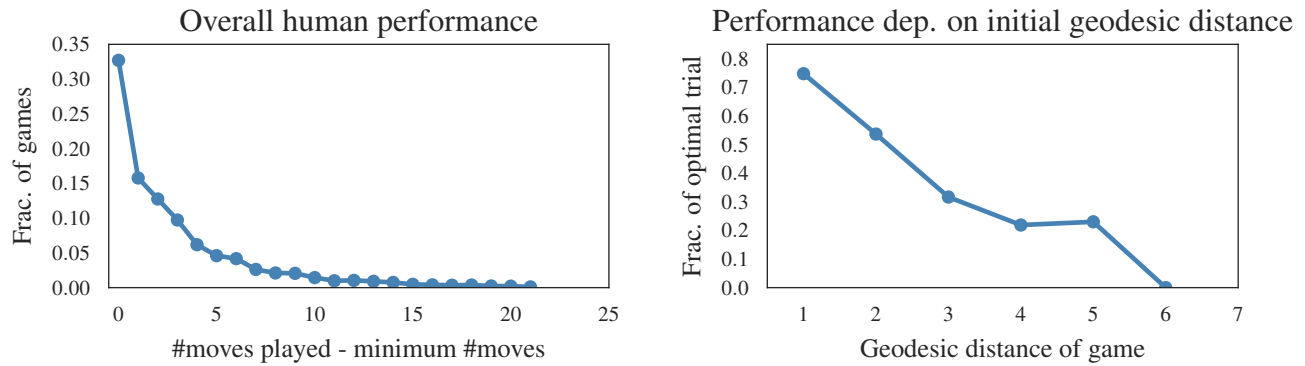 Overall human performance
Frac. of games
0.35
0.30
0.25
0.20
0.15
0.10
0.05
0.00
0 5 10 15 20 25
#moves played - minimum #moves
Performance dep. on initial geodesic distance
Frac. of optimal trial
0.8
0.7
0.6
0.5
0.4
0.3
0.2
0.1
0.0
1 2 3 4 5 6 7
Geodesic distance of game